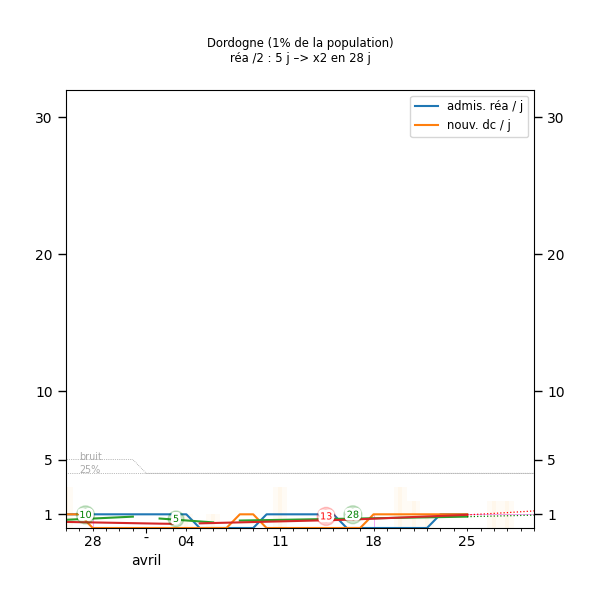 Dordogne (1% de la population)
réa /2 : 5 j –> x2 en 28 j
admis. réa / j
nouv. dc / j
30 30
20 20
10 10
5 5
bruit
25%
1 1
10 5 13 28
28 - 04 11 18 25
avril